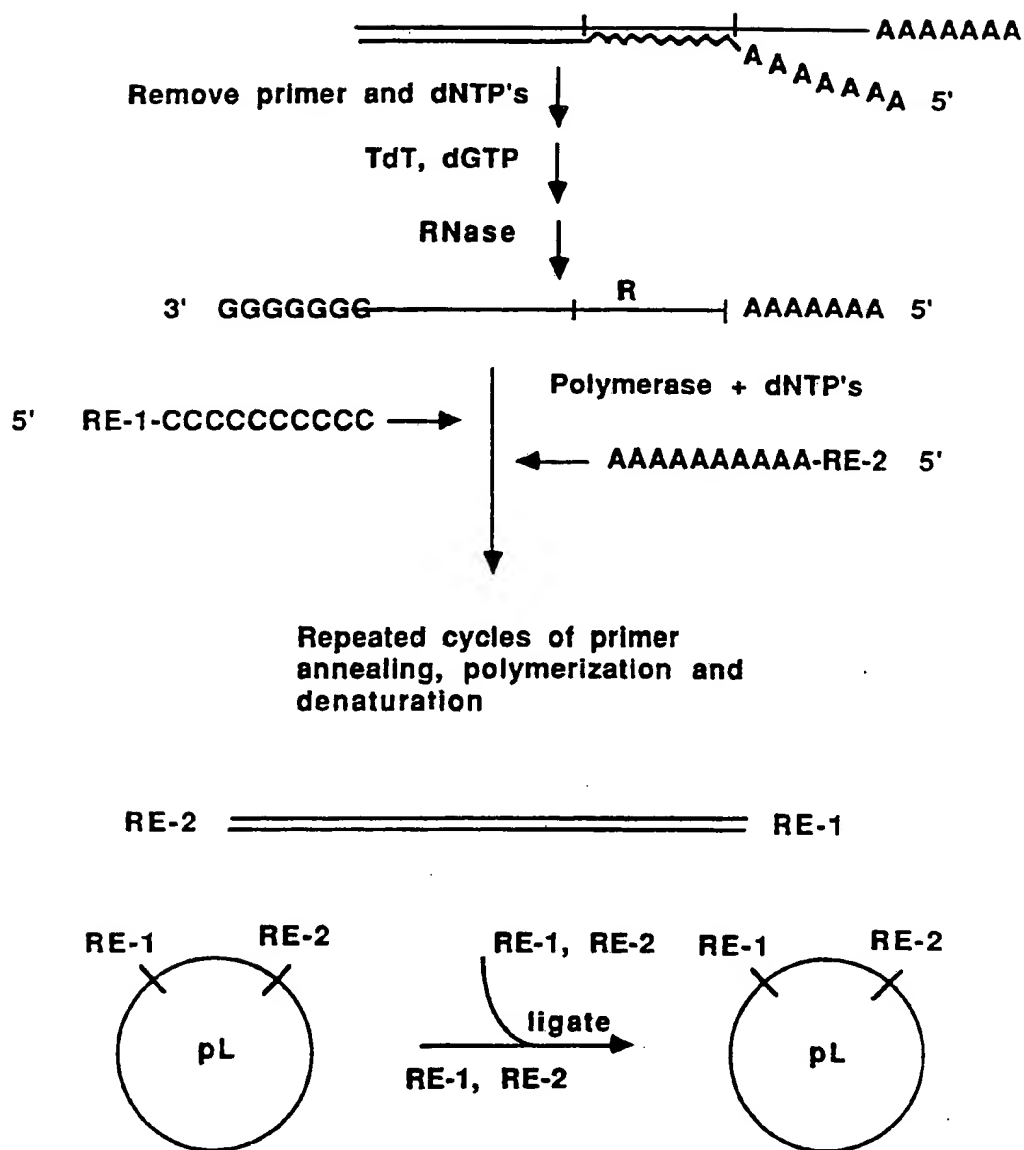 AAAAAAA
AAAAAAA 5'
Remove primer and dNTP's
TdT, dGTP
RNase
R
3' GGGGGGG AAAAAAA 5'
Polymerase + dNTP's
5' RE-1-CCCCCCCCCC
AAAAAAAAAA-RE-2 5'
Repeated cycles of primer
annealing, polymerization and
denaturation
RE-2 RE-1
RE-1 RE-2 RE-1, RE-2 RE-1 RE-2
pL ligate pL
RE-1, RE-2